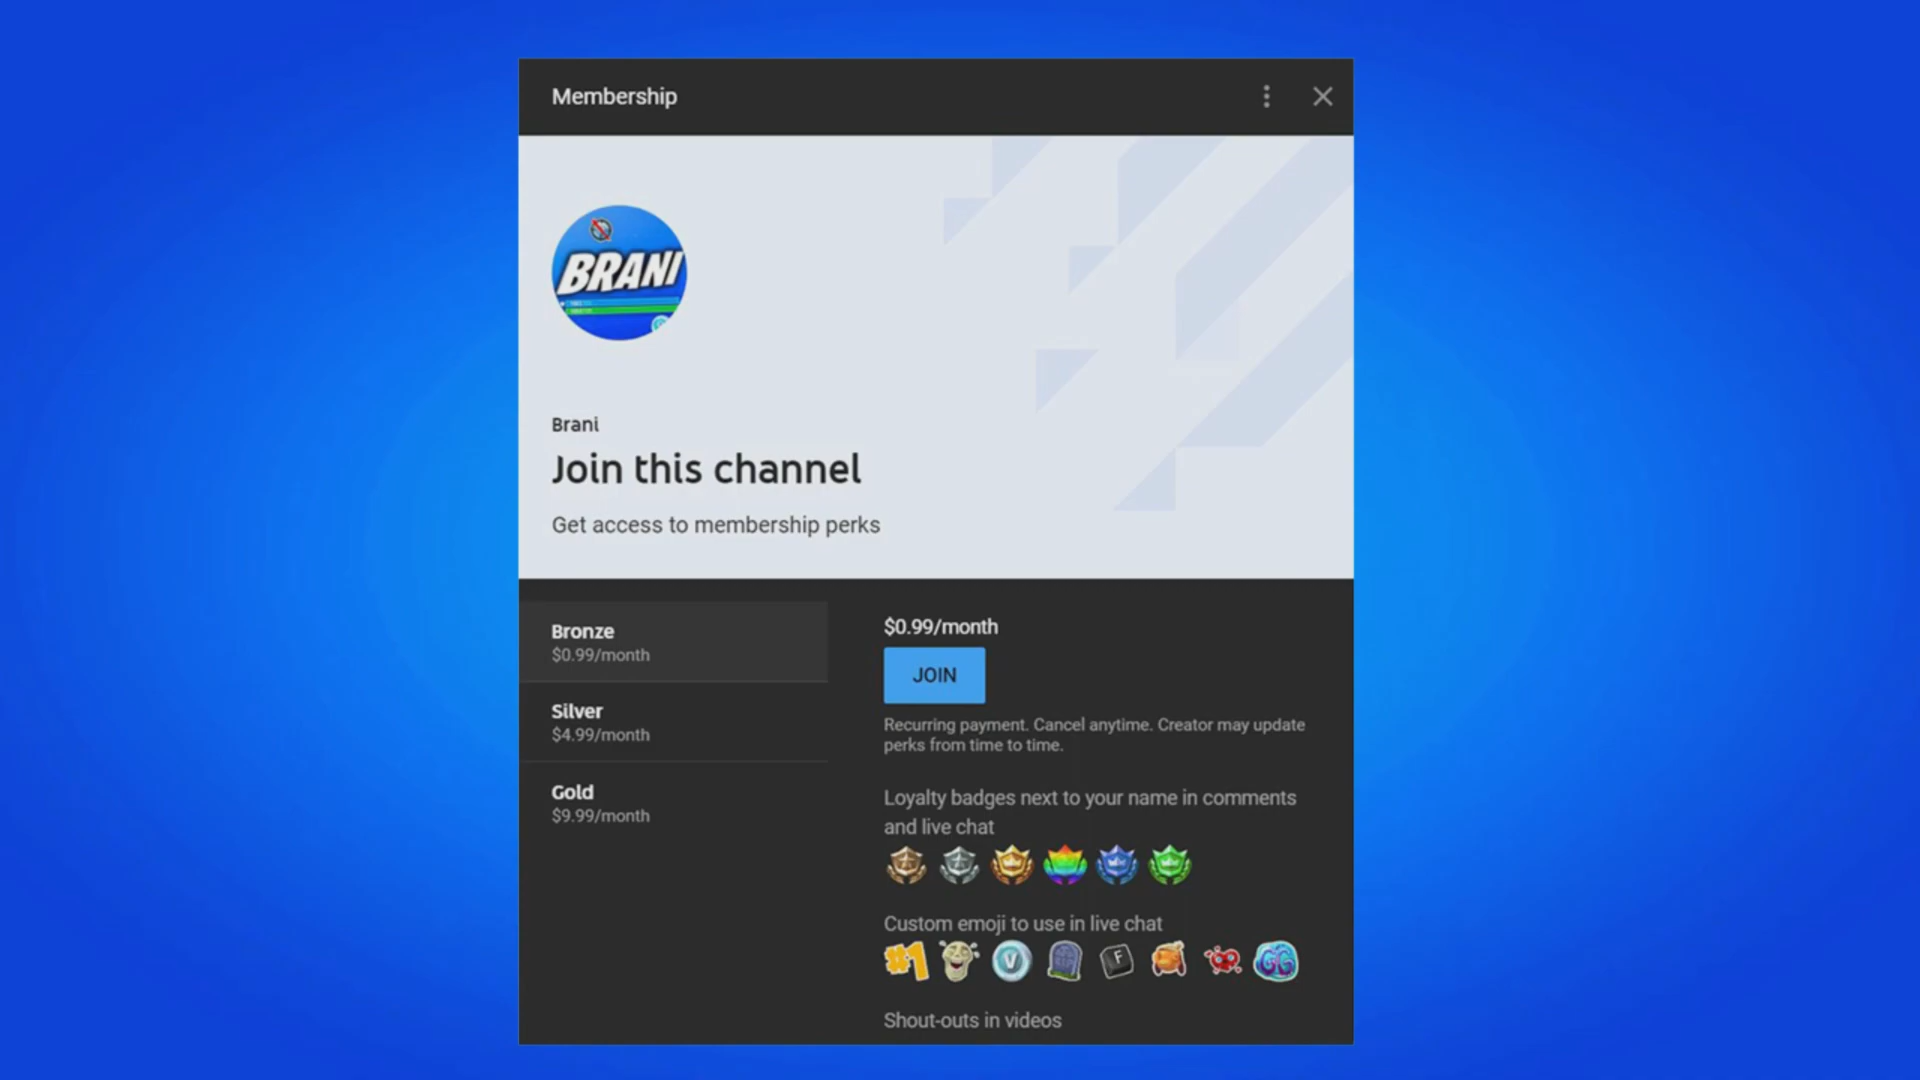 Membership
BRANI
Brani
Join this channel
Get access to membership perks
Bronze
$0.99/month
Silver
$4.99/month
Gold
$9.99/month
$0.99/month
JOIN
Recurring payment. Cancel anytime. Creator may update
perks from time to time.
Loyalty badges next to your name in comments
and live chat
Custom emoji to use in live chat
#1 V F GG
Shout-outs in videos